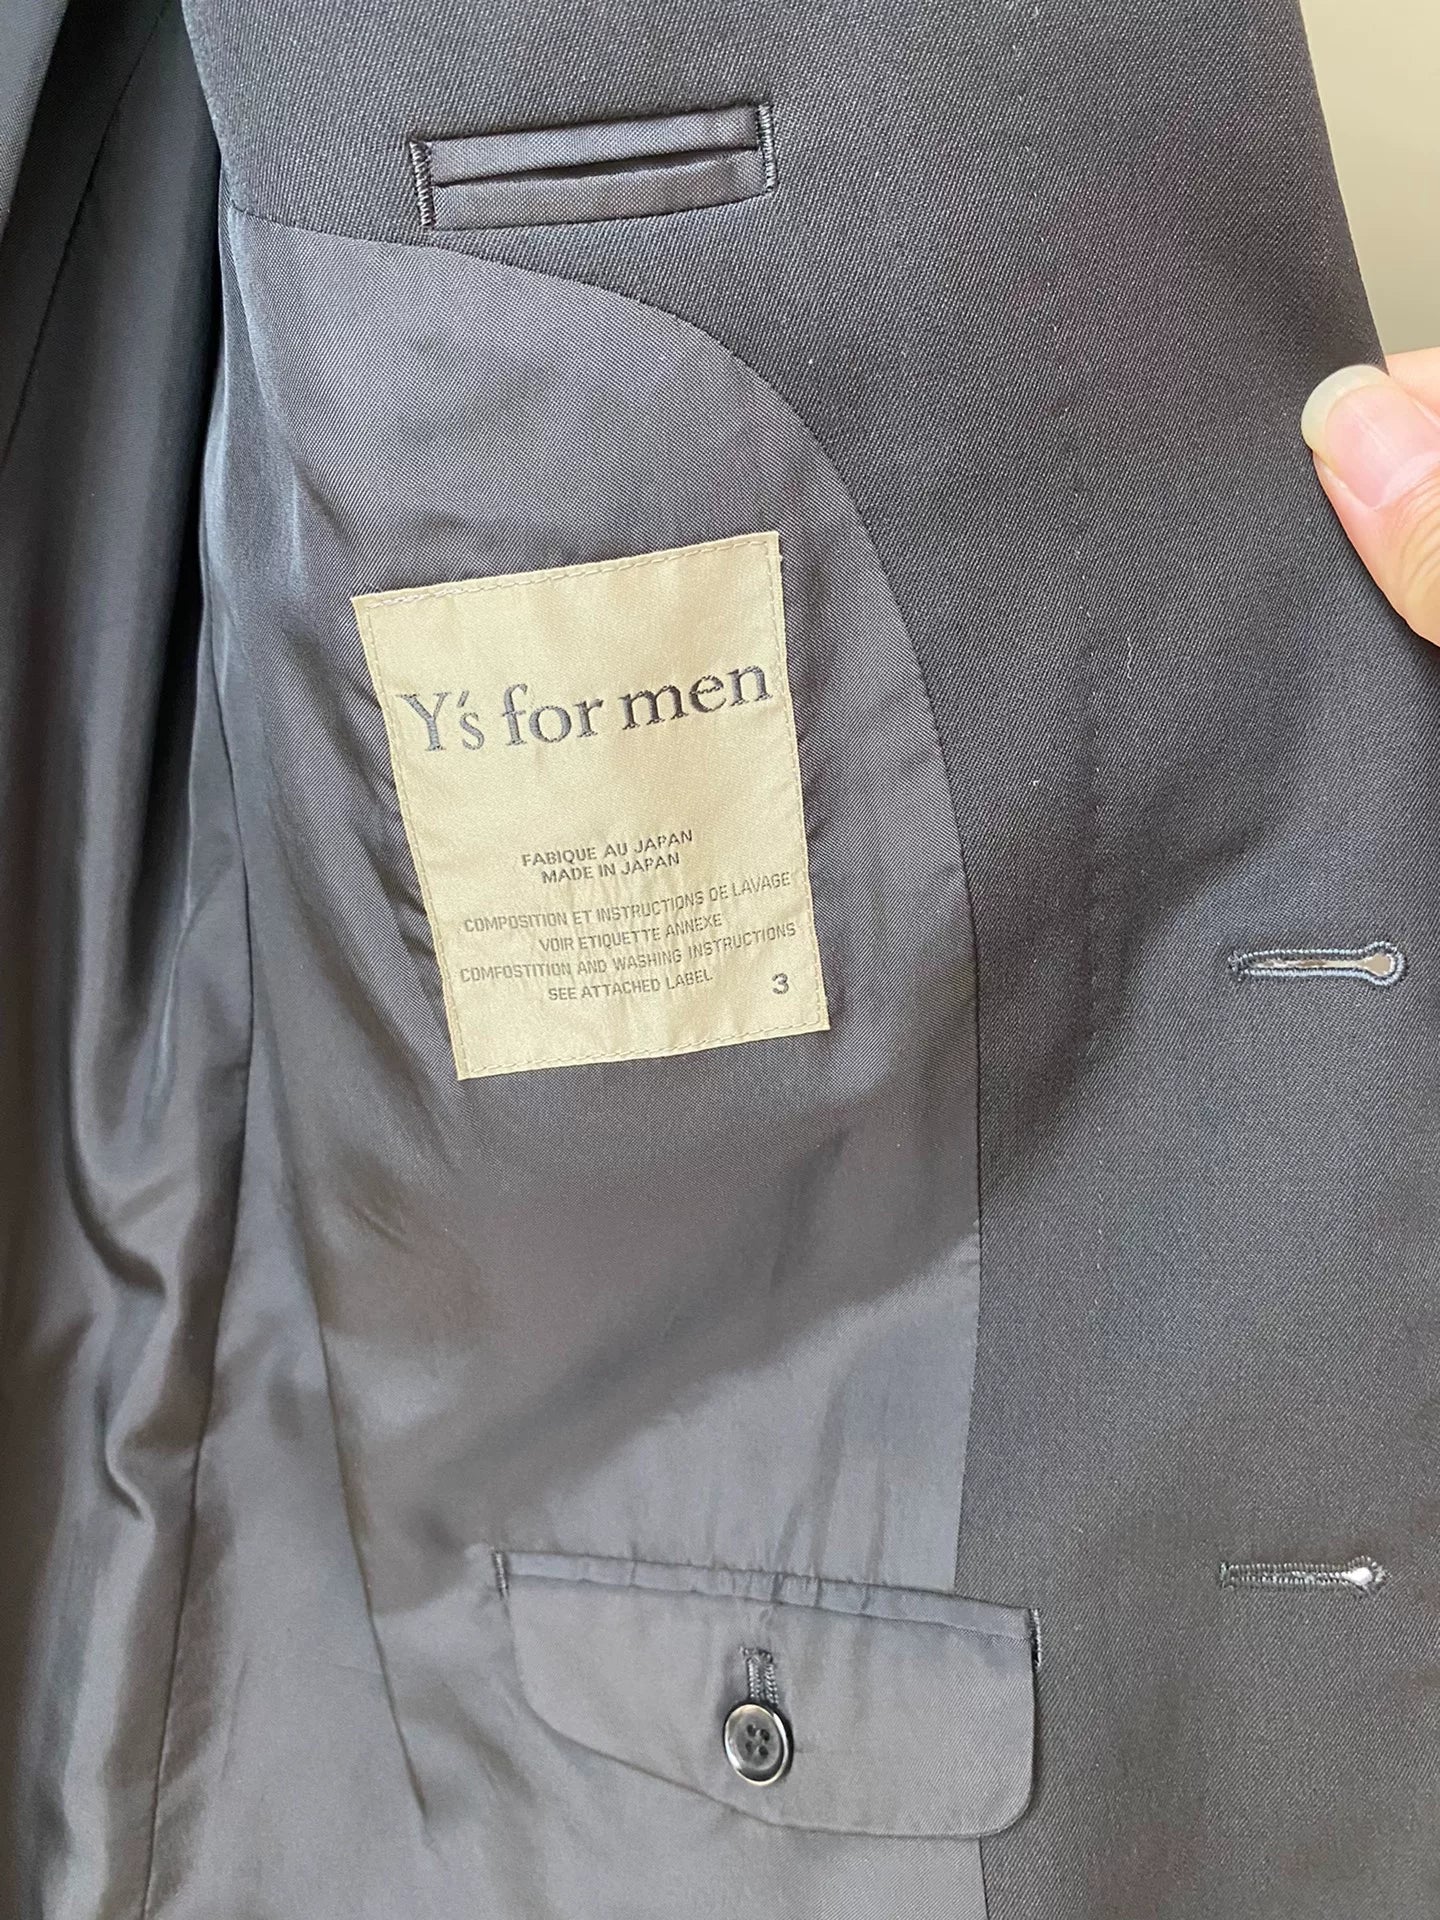 Y's for men
FABIQUE AU JAPAN
MADE IN JAPAN
COMPOSITION ET INSTRUCTIONS DE LAVAGE
VOIR ETIQUETTE ANNEXE
COMPOSTITION AND WASHING INSTRUCTIONS
SEE ATTACHED LABEL 3